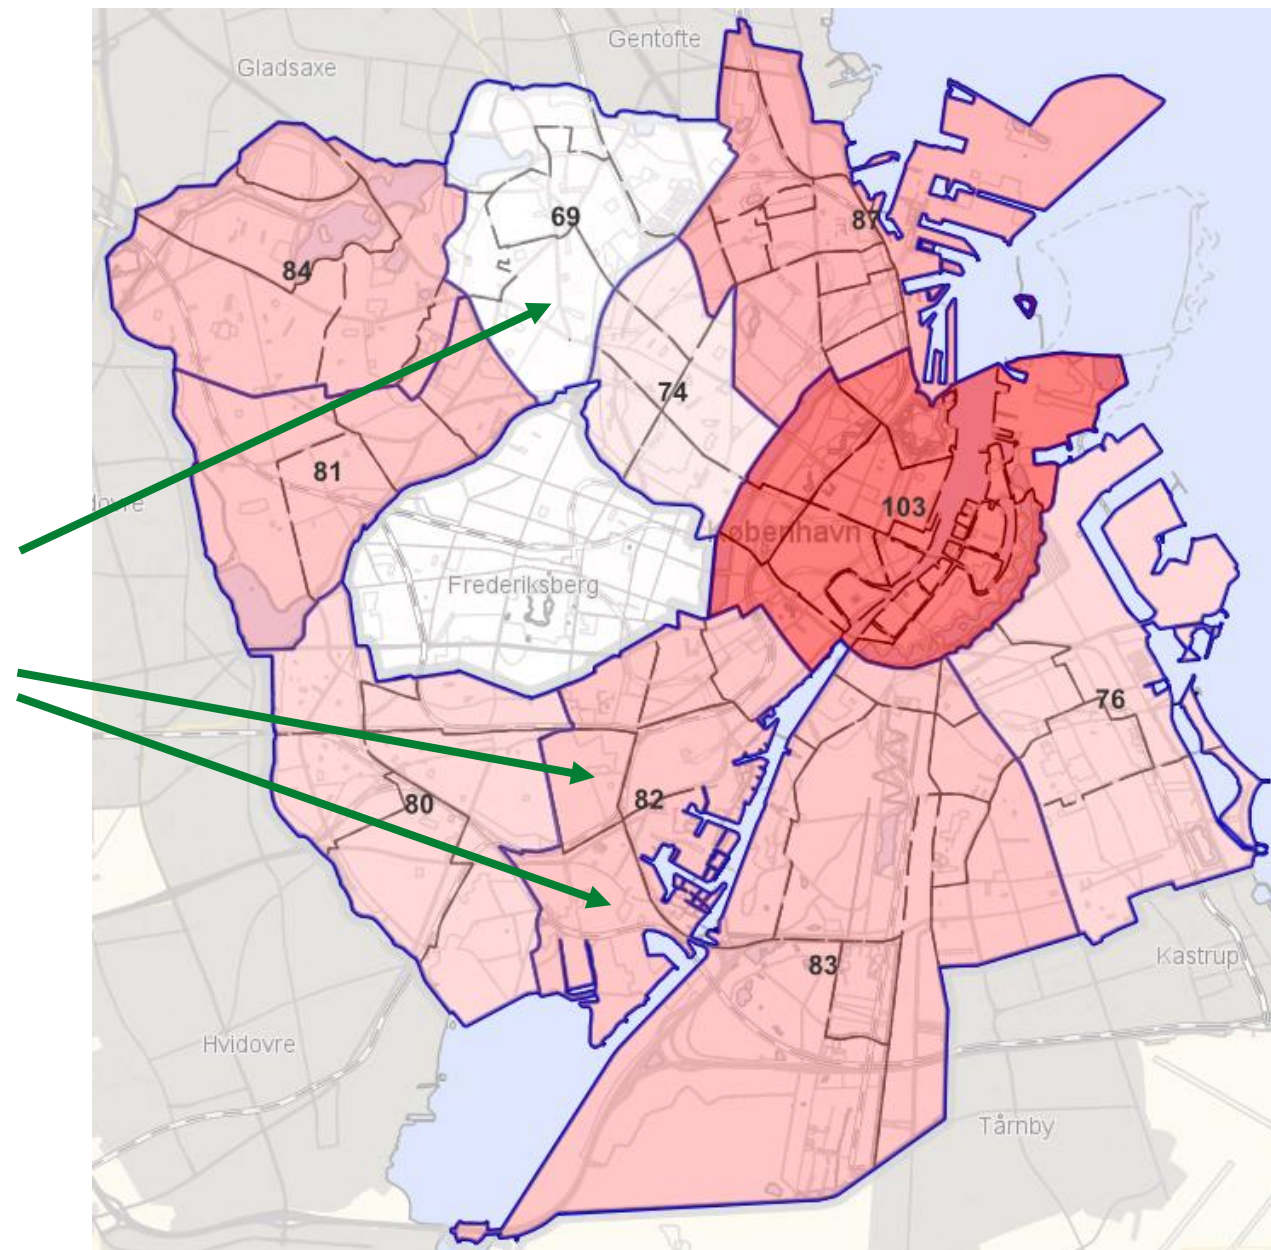 Gentofte
Gladsaxe
69
87
84
74
81
103
København
Frederiksberg
76
82
80
83
Kastrup
Hvidovre
Tårnby